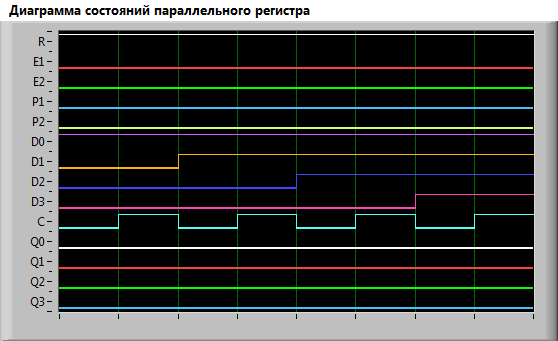 Диаграмма состояний параллельного регистра
R
E1
E2
P1
P2
D0
D1
D2
D3
C
Q0
Q1
Q2
Q3